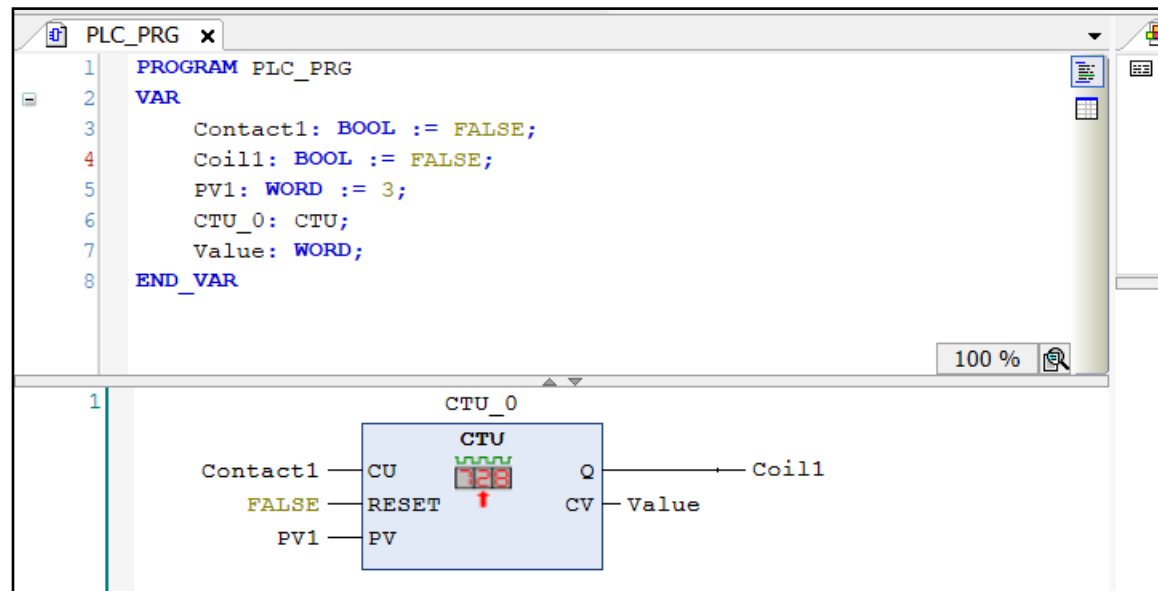 PLC_PRG
1 PROGRAM PLC_PRG
2 VAR
3 Contact1: BOOL := FALSE;
4 Coil1: BOOL := FALSE;
5 PV1: WORD := 3;
6 CTU_0: CTU;
7 Value: WORD;
8 END_VAR
100 %
1 CTU_0
CTU
728
Contact1 CU Q Coil1
FALSE RESET CV Value
PV1 PV